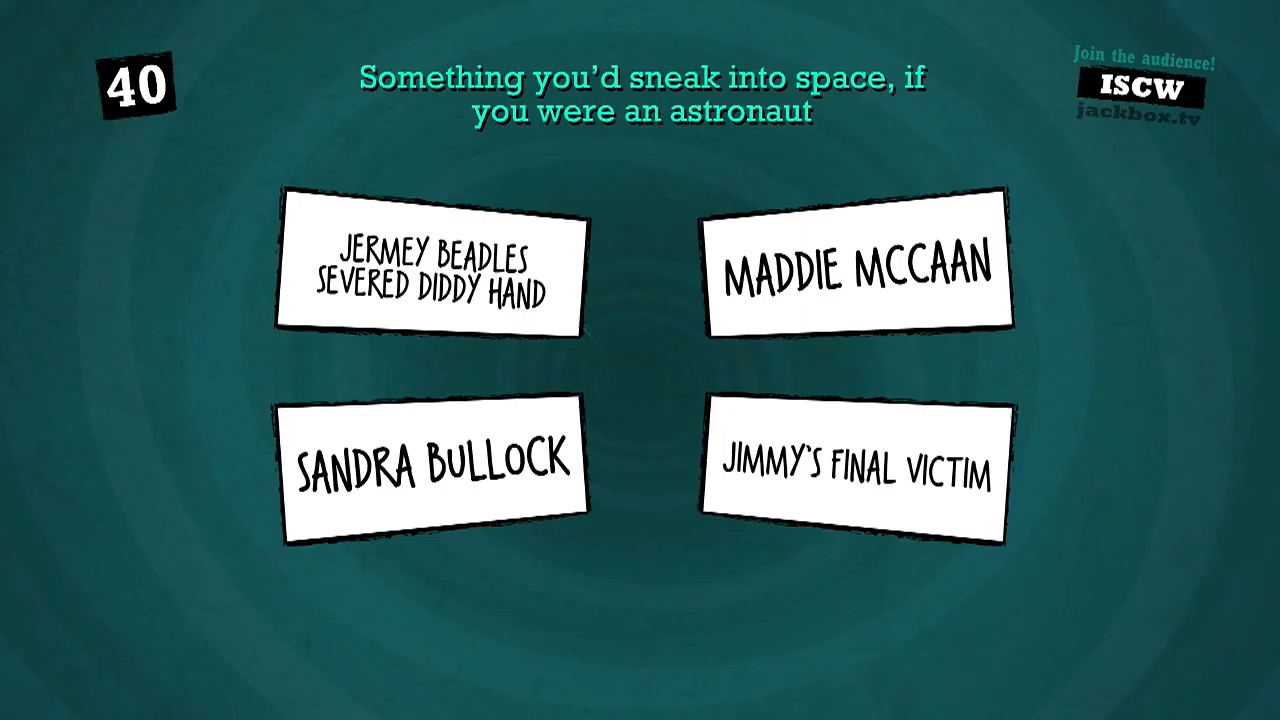 40
Something you'd sneak into space, if
you were an astronaut
Join the audience!
ISCW
jackbox.tv
JERMEY BEADLES
SEVERED DIDDY HAND
MADDIE MCCAAN
SANDRA BULLOCK
JIMMY'S FINAL VICTIM